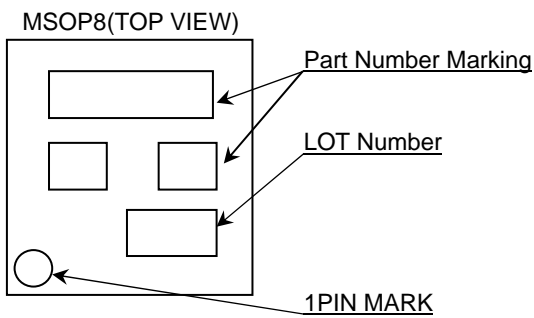 MSOP8(TOP VIEW)
Part Number Marking
LOT Number
1PIN MARK